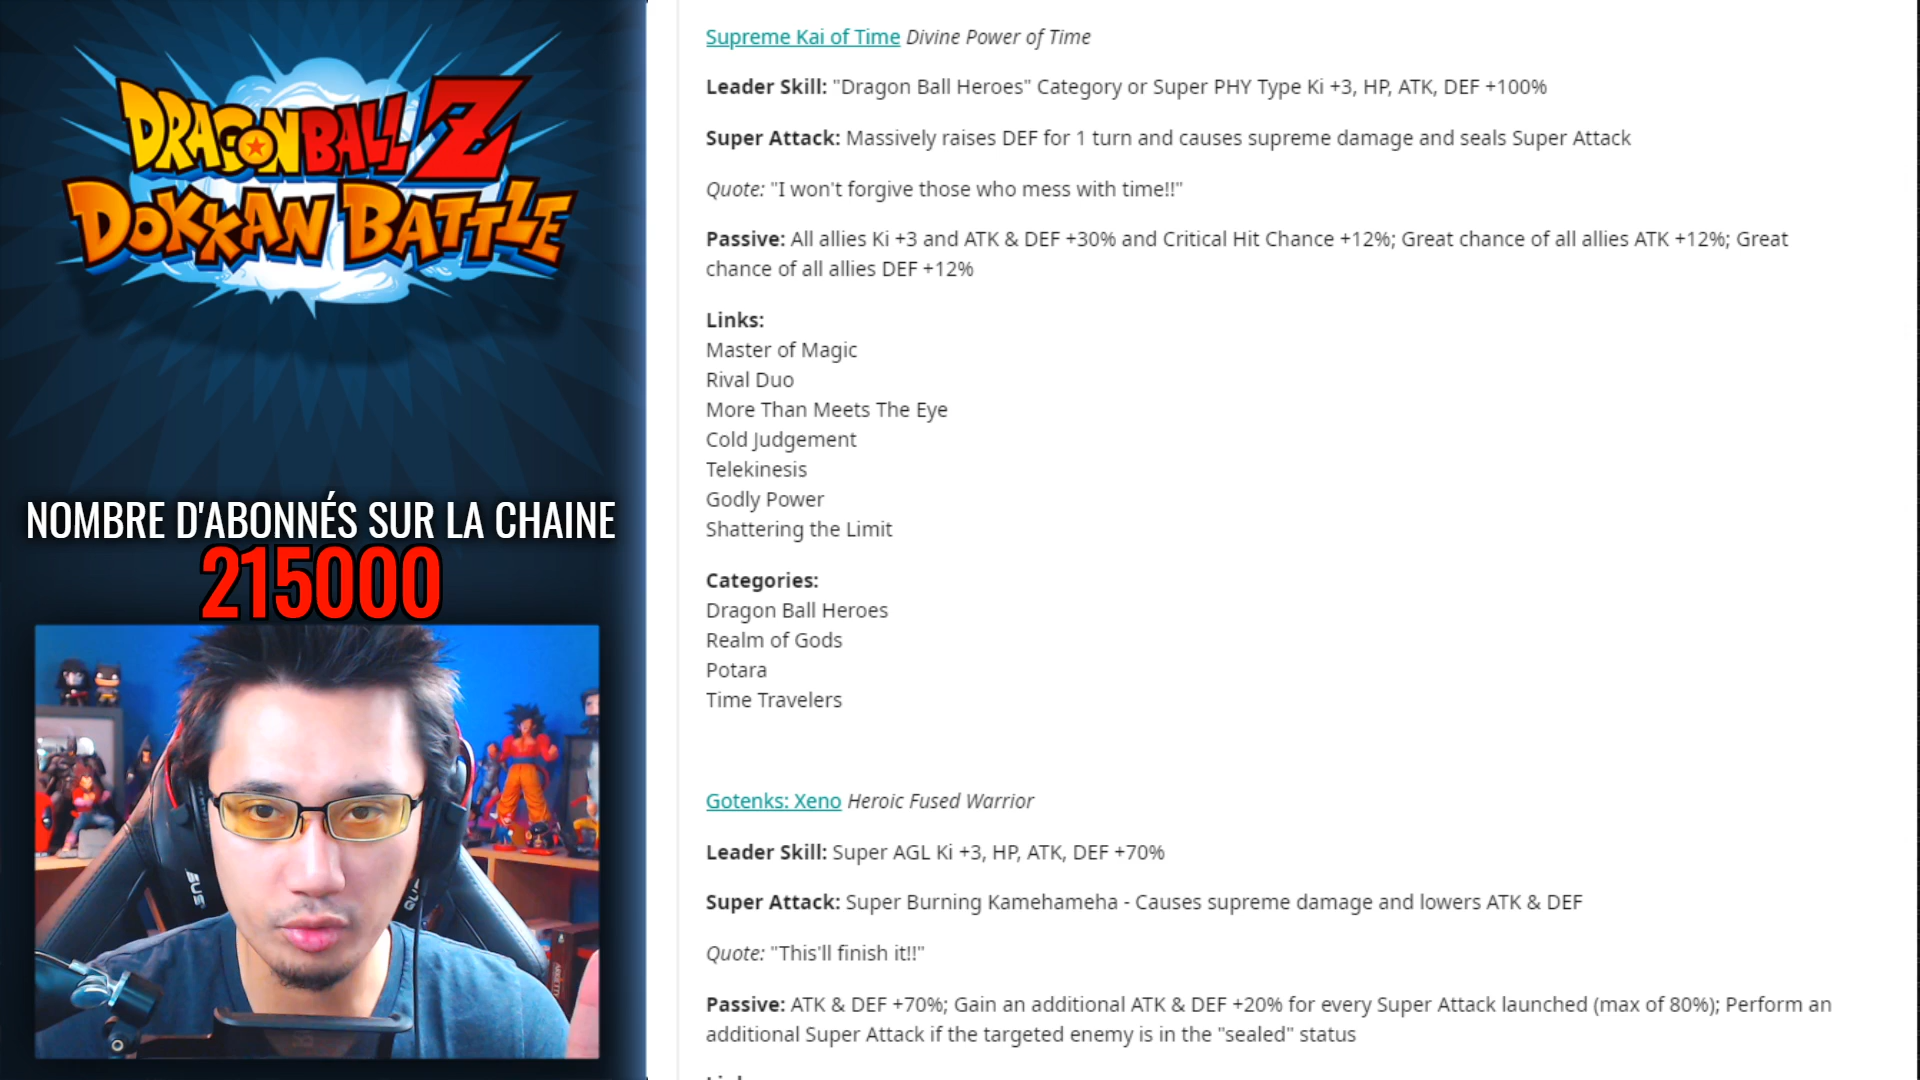 DRAGON BALL Z
DOKKAN BATTLE
NOMBRE D'ABONNÉS SUR LA CHAINE
215000
Supreme Kai of Time Divine Power of Time
Leader Skill: "Dragon Ball Heroes" Category or Super PHY Type Ki +3, HP, ATK, DEF +100%
Super Attack: Massively raises DEF for 1 turn and causes supreme damage and seals Super Attack
Quote: "I won't forgive those who mess with time!!"
Passive: All allies Ki +3 and ATK & DEF +30% and Critical Hit Chance +12%; Great chance of all allies ATK +12%; Great
chance of all allies DEF +12%
Links:
Master of Magic
Rival Duo
More Than Meets The Eye
Cold Judgement
Telekinesis
Godly Power
Shattering the Limit
Categories:
Dragon Ball Heroes
Realm of Gods
Potara
Time Travelers
Gotenks: Xeno Heroic Fused Warrior
Leader Skill: Super AGL Ki +3, HP, ATK, DEF +70%
Super Attack: Super Burning Kamehameha - Causes supreme damage and lowers ATK & DEF
Quote: "This'll finish it!!"
Passive: ATK & DEF +70%; Gain an additional ATK & DEF +20% for every Super Attack launched (max of 80%); Perform an
additional Super Attack if the targeted enemy is in the "sealed" status